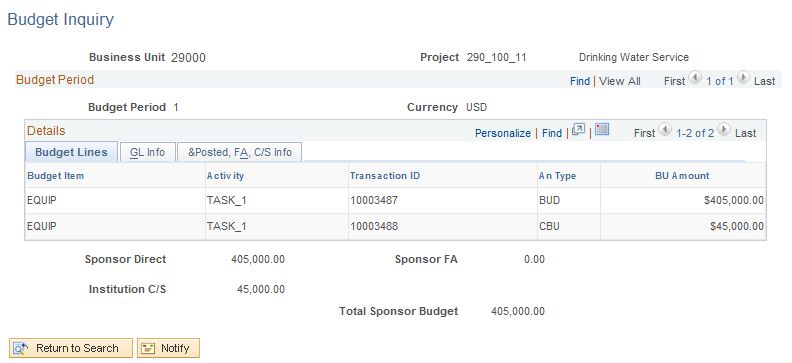 Budget Inquiry
Business Unit 29000 Project 290_100_11 Drinking Water Service
Budget Period Find | View All First 1 of 1 Last
Budget Period 1 Currency USD
Details Personalize | Find | | First 1-2 of 2 Last
Budget Lines GL Info &Posted, FA, C/S Info
Budget Item Activity Transaction ID An Type BU Amount
EQUIP TASK_1 10003487 BUD $405,000.00
EQUIP TASK_1 10003488 CBU $45,000.00
Sponsor Direct 405,000.00 Sponsor FA 0.00
Institution C/S 45,000.00
Total Sponsor Budget 405,000.00
Return to Search Notify